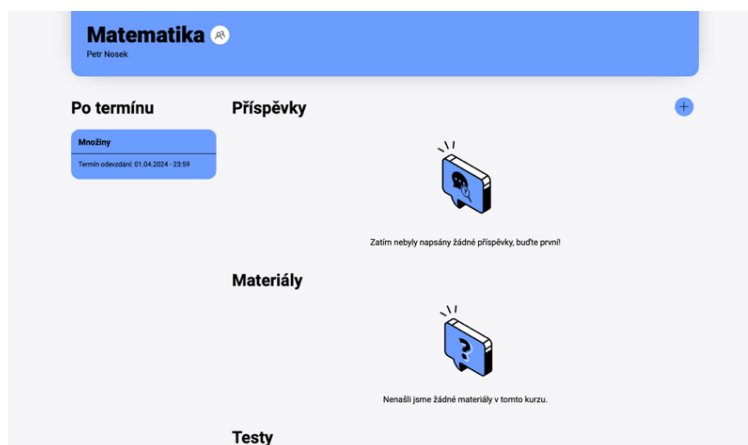 Matematika
Petr Nosek
Po termínu
Množiny
Termín odevzdání: 01.04.2024 - 23:59
Příspěvky
Zatím nebyly napsány žádné příspěvky, buďte první!
Materiály
?
Nenašli jsme žádné materiály v tomto kurzu.
Testy